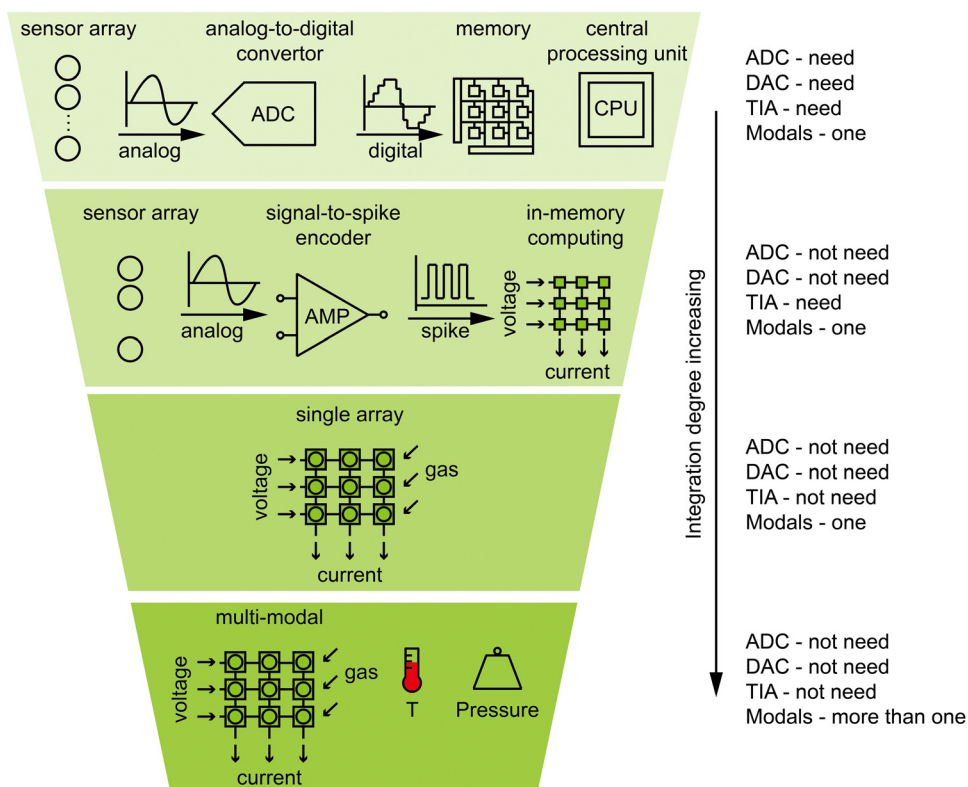 sensor array
analog-to-digital
convertor
memory
central
processing unit
ADC
CPU
analog
digital
ADC - need
DAC - need
TIA - need
Modals - one
sensor array
signal-to-spike
encoder
in-memory
computing
AMP
voltage
analog
spike
current
ADC - not need
DAC - not need
TIA - need
Modals - one
Integration degree increasing
single array
voltage
gas
current
ADC - not need
DAC - not need
TIA - not need
Modals - one
multi-modal
voltage
gas
T
Pressure
current
ADC - not need
DAC - not need
TIA - not need
Modals - more than one